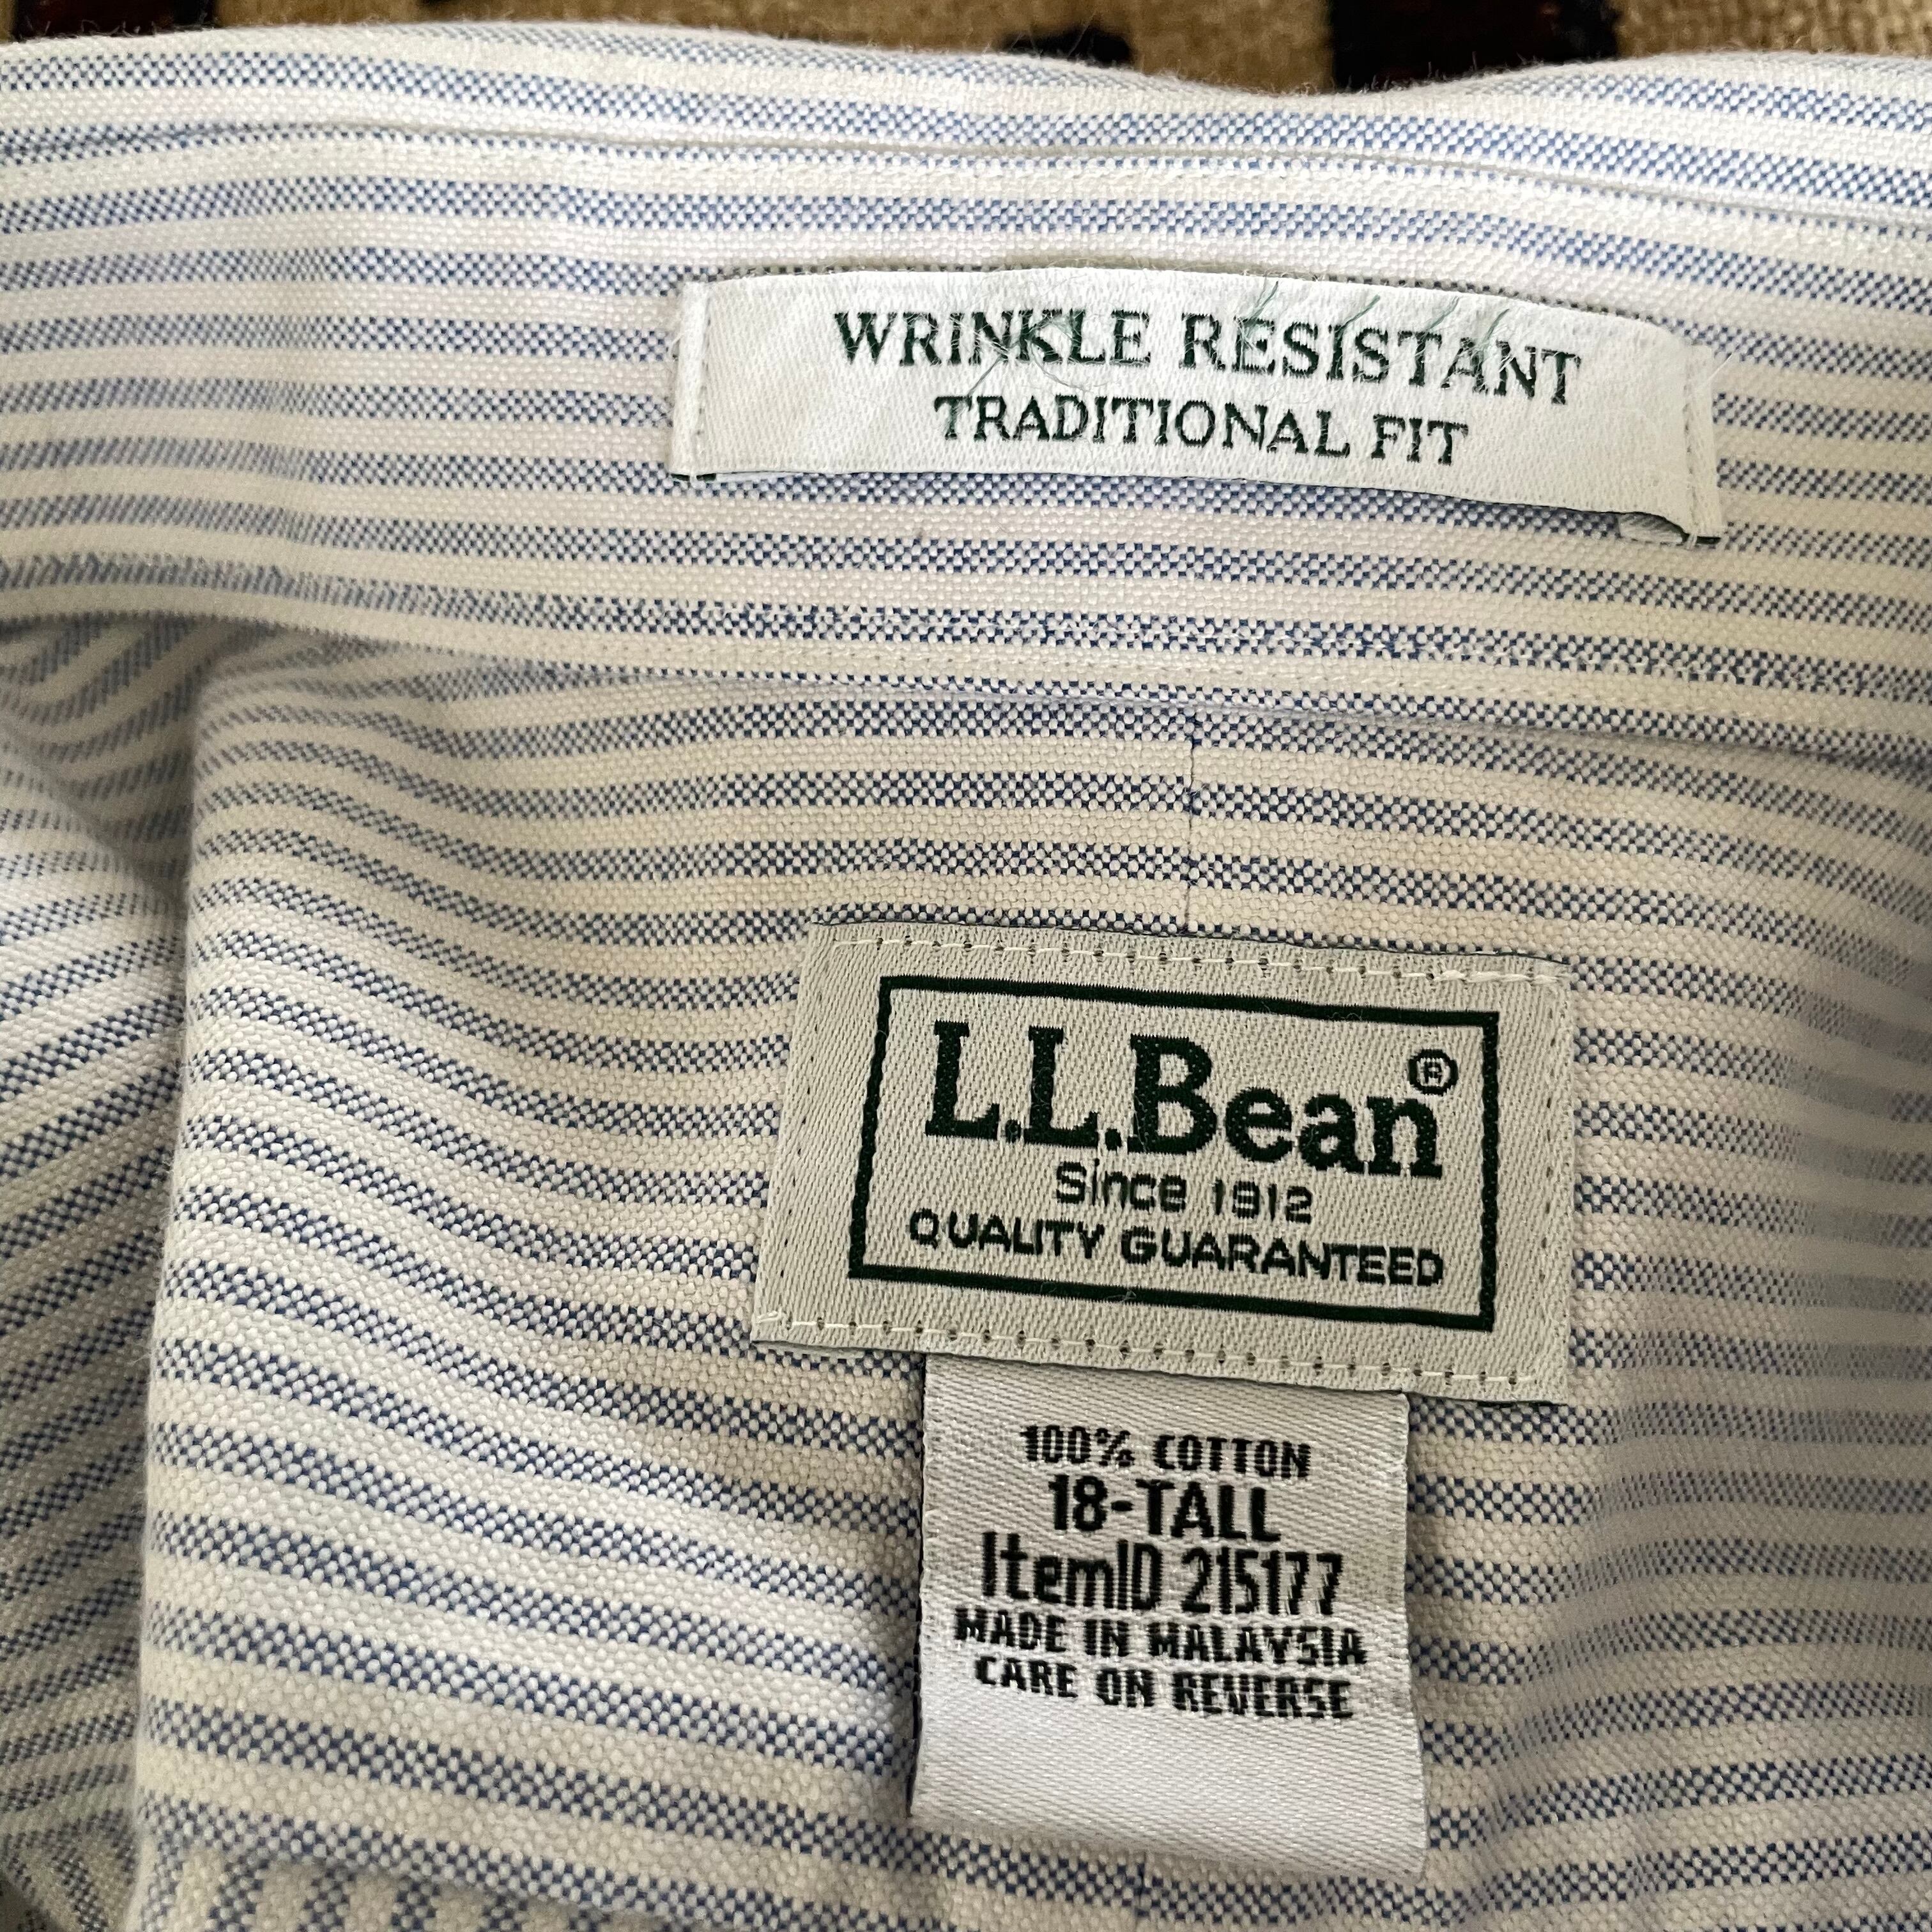 WRINKLE RESISTANT
TRADITIONAL FIT
L.L.Bean®
Since 1912
QUALITY GUARANTEED
100% COTTON
18-TALL
ItemID 215177
MADE IN MALAYSIA
CARE ON REVERSE